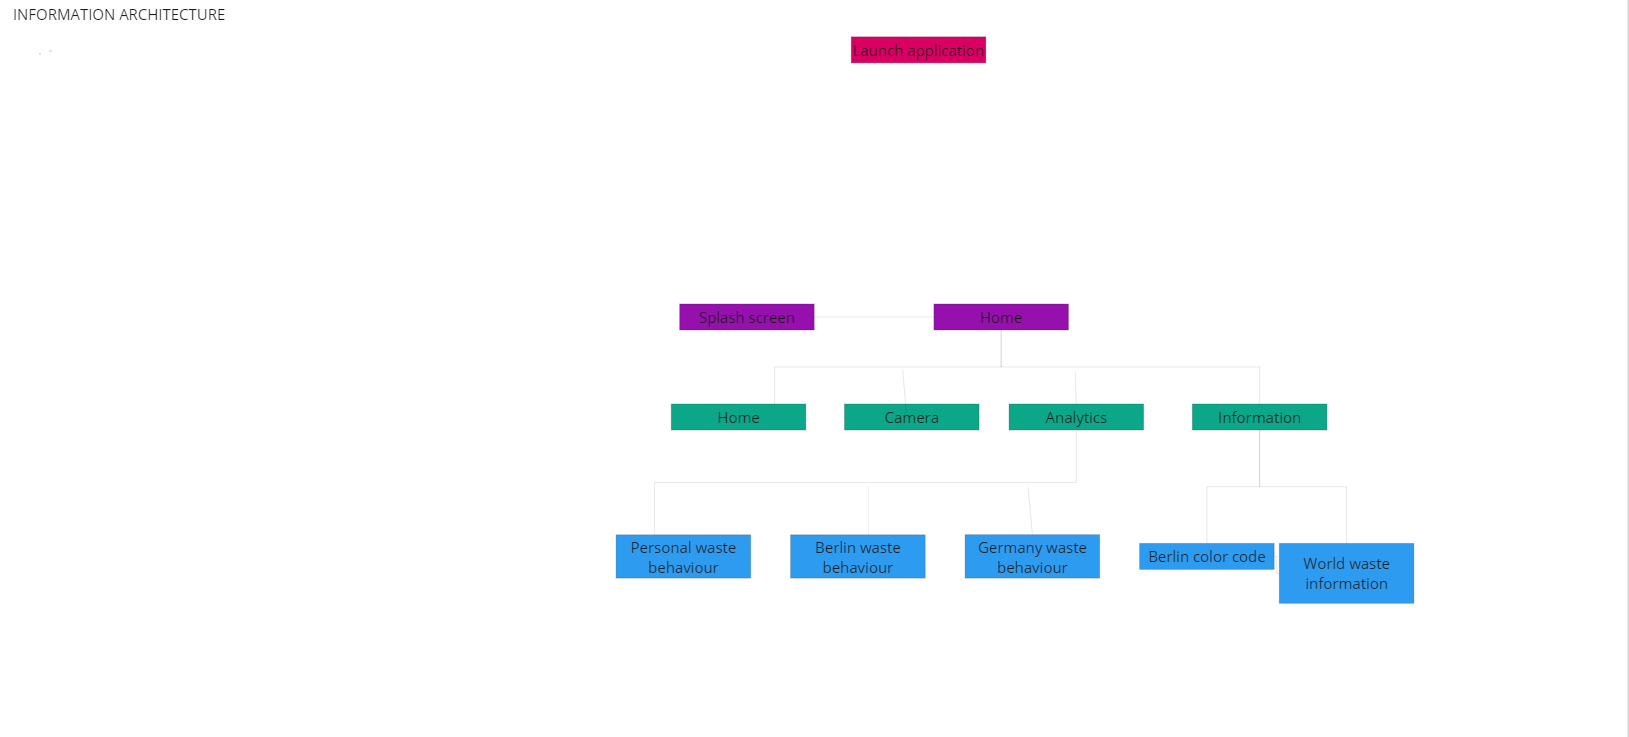 INFORMATION ARCHITECTURE
Launch application
Splash screen
Home
Home
Camera
Analytics
Information
Personal waste
behaviour
Berlin waste
behaviour
Germany waste
behaviour
Berlin color code
World waste
information